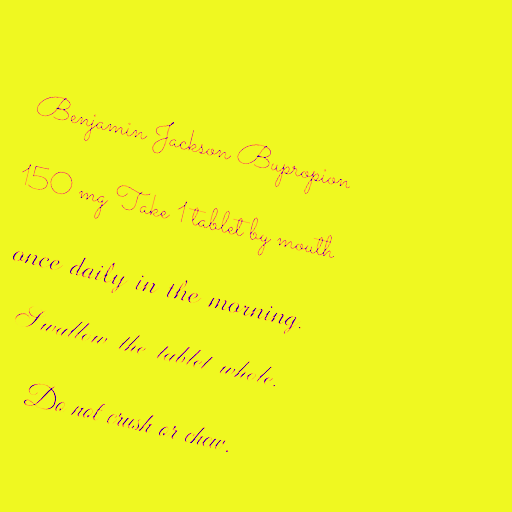 Benjamin Jackson Bupropion
150 mg Take 1 tablet by mouth
once daily in the morning.
Swallow the tablet whole.
Do not crush or chew.